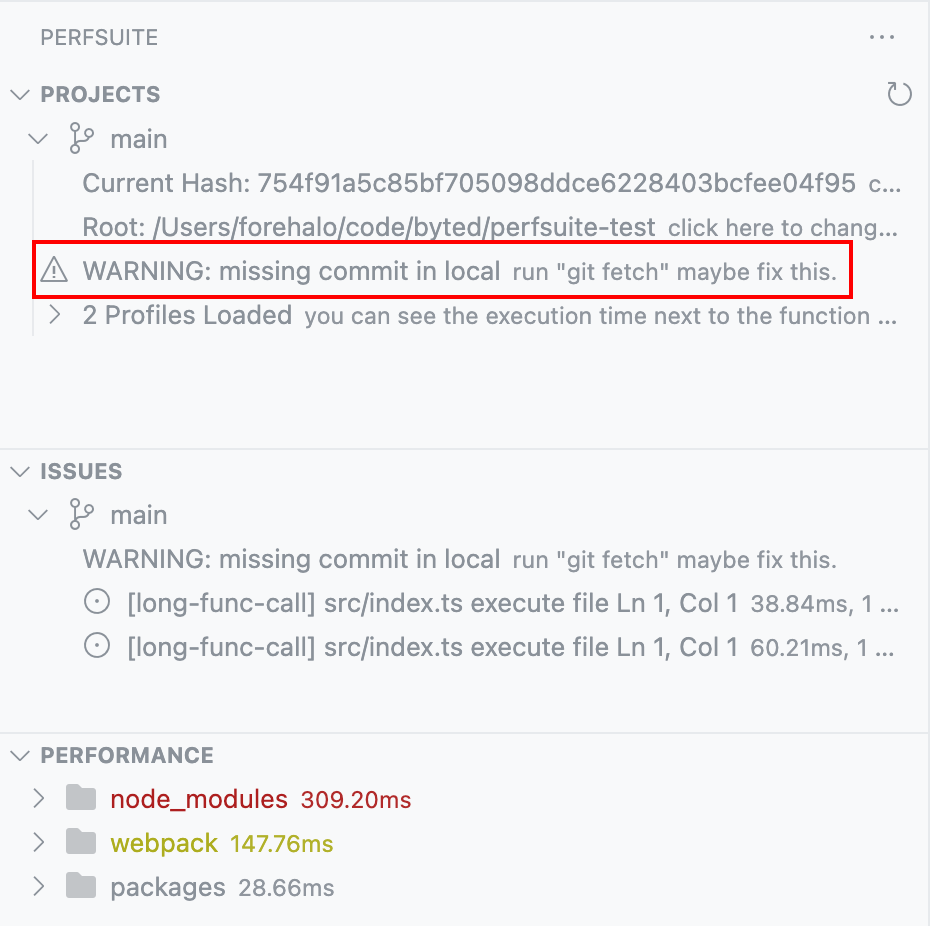 PERFSUITE
PROJECTS
main
Current Hash: 754f91a5c85bf705098ddce6228403bcfee04f95 c...
Root: /Users/forehalo/code/byted/perfsuite-test click here to chang...
WARNING: missing commit in local run "git fetch" maybe fix this.
2 Profiles Loaded you can see the execution time next to the function ...
ISSUES
main
WARNING: missing commit in local run "git fetch" maybe fix this.
[long-func-call] src/index.ts execute file Ln 1, Col 1 38.84ms, 1 ...
[long-func-call] src/index.ts execute file Ln 1, Col 1 60.21ms, 1 ...
PERFORMANCE
node_modules 309.20ms
webpack 147.76ms
packages 28.66ms